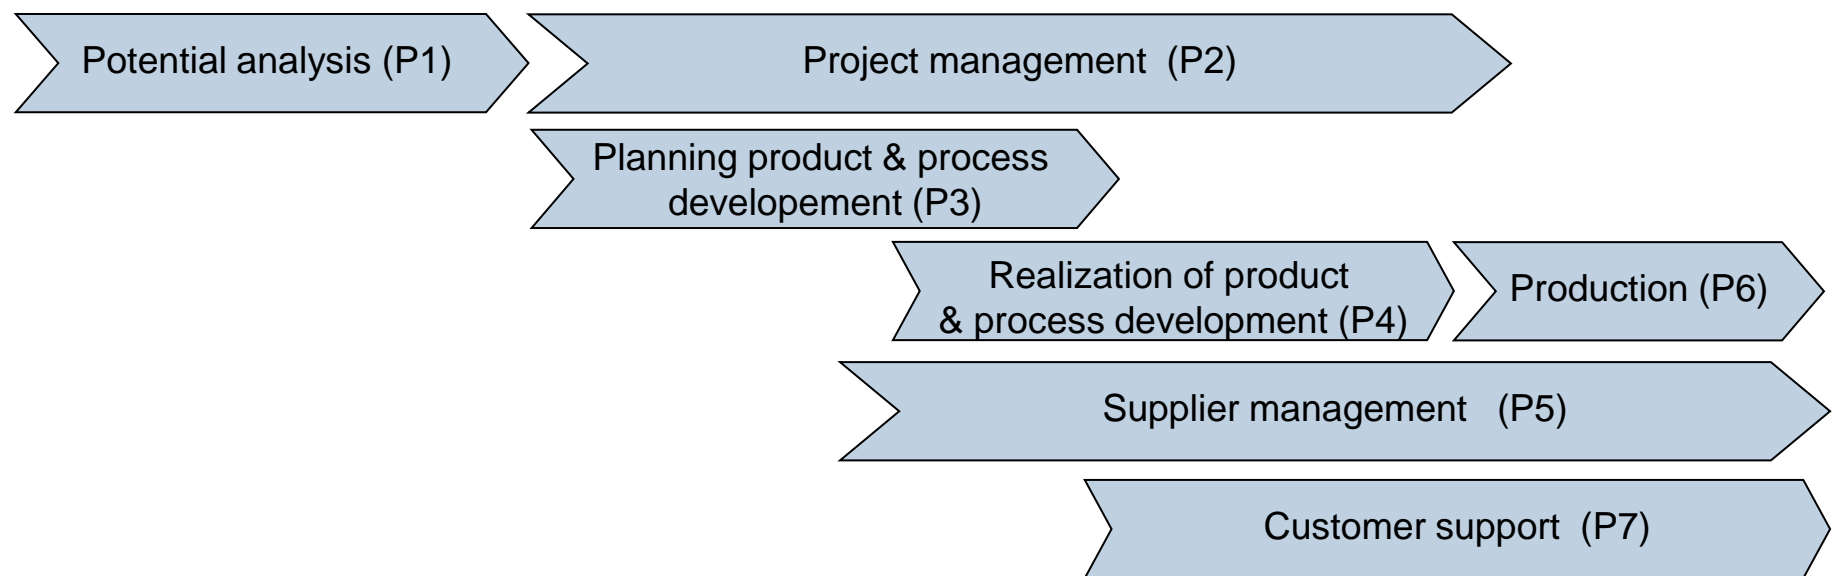 Potential analysis (P1)
Project management (P2)
Planning product & process
developement (P3)
Realization of product
& process development (P4)
Production (P6)
Supplier management (P5)
Customer support (P7)